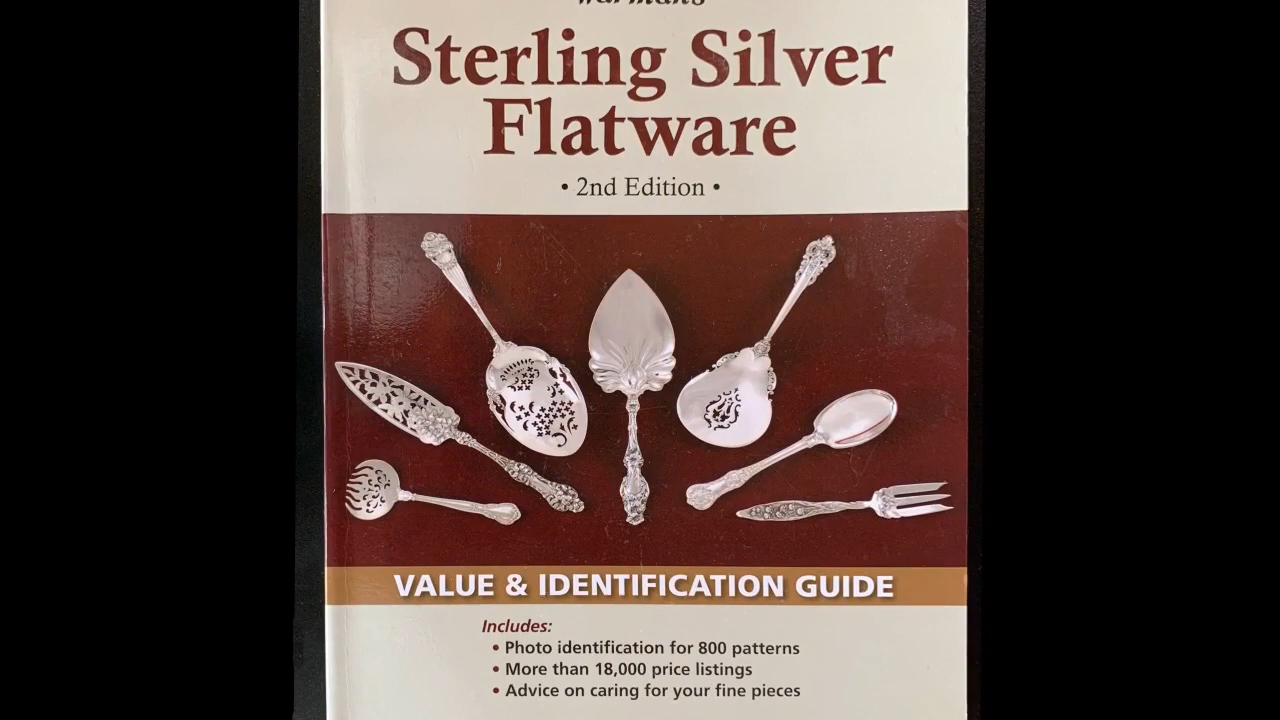 Warman's
Sterling Silver
Flatware
• 2nd Edition •
VALUE & IDENTIFICATION GUIDE
Includes:
• Photo identification for 800 patterns
• More than 18,000 price listings
• Advice on caring for your fine pieces